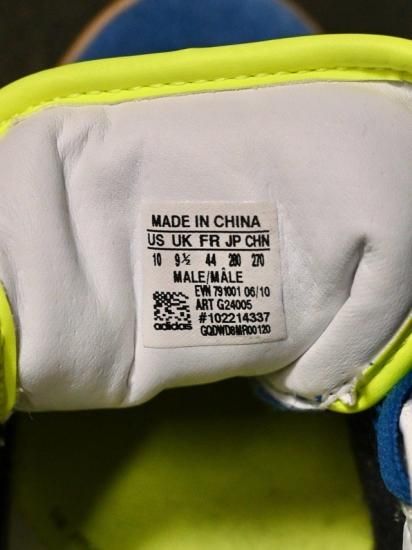 MADE IN CHINA
US UK FR JP CHN
10 9½ 44 280 270
MALE/MÂLE
EVN 791001 06/10
ART G24005
#102214337
adidas
GQDWD8MR00120